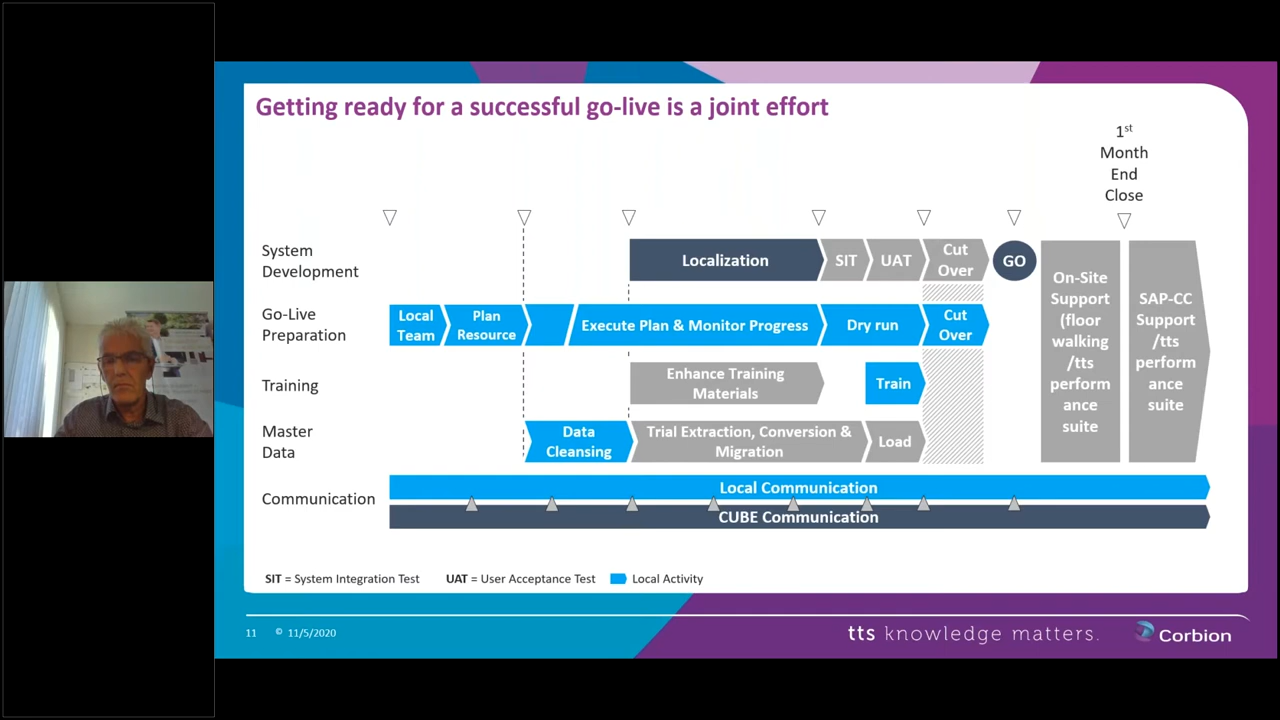 Getting ready for a successful go-live is a joint effort
1st
Month
End
Close
System
Development
Localization
SIT
UAT
Cut
Over
GO
Go-Live
Preparation
Local
Team
Plan
Resource
Execute Plan & Monitor Progress
Dry run
Cut
Over
Training
Enhance Training
Materials
Train
Master
Data
Data
Cleansing
Trial Extraction, Conversion &
Migration
Load
On-Site
Support
(floor
walking
/tts
perform
ance
suite
SAP-CC
Support
/tts
perform
ance
suite
Communication
Local Communication
CUBE Communication
SIT = System Integration Test
UAT = User Acceptance Test
Local Activity
11 © 11/5/2020
tts knowledge matters.
Corbion